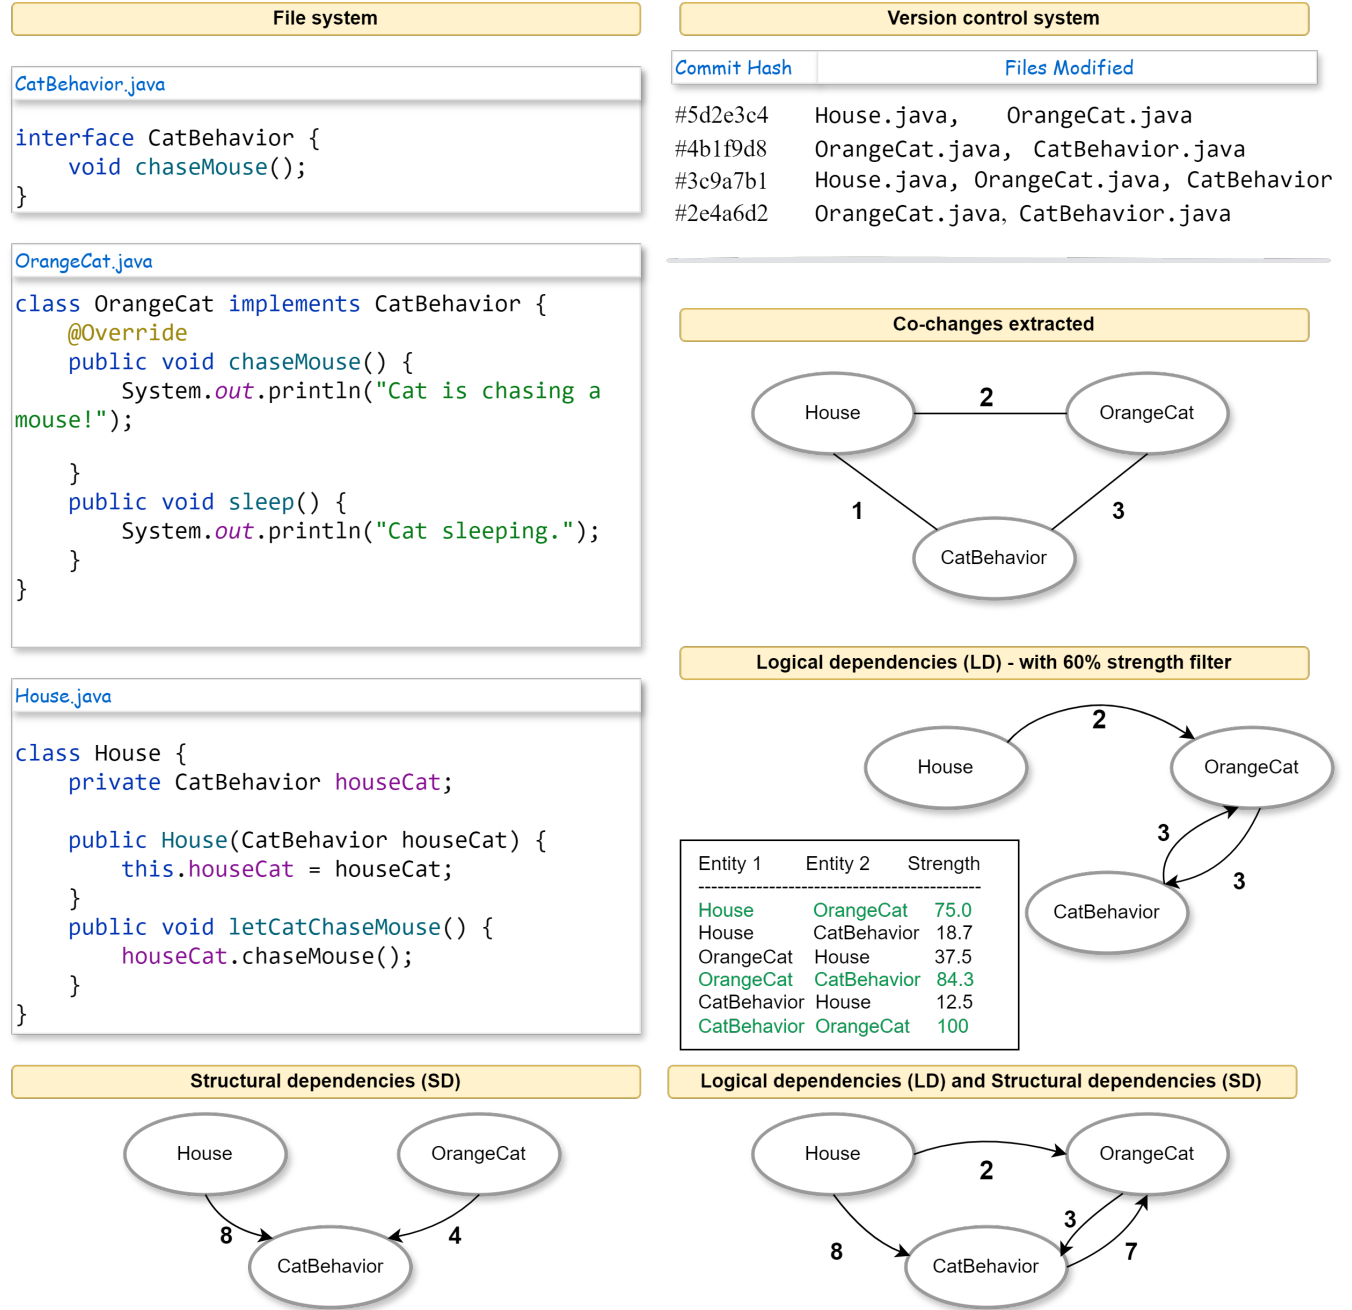 File system
CatBehavior.java
interface CatBehavior {
void chaseMouse();
}
OrangeCat.java
class OrangeCat implements CatBehavior {
@Override
public void chaseMouse() {
System.out.println("Cat is chasing a
mouse!");
}
public void sleep() {
System.out.println("Cat sleeping.");
}
}
House.java
class House {
private CatBehavior houseCat;
public House(CatBehavior houseCat) {
this.houseCat = houseCat;
}
public void letCatChaseMouse() {
houseCat.chaseMouse();
}
}
Structural dependencies (SD)
House
OrangeCat
8
4
CatBehavior
Version control system
Commit Hash Files Modified
#5d2e3c4 House.java, OrangeCat.java
#4b1f9d8 OrangeCat.java, CatBehavior.java
#3c9a7b1 House.java, OrangeCat.java, CatBehavior
#2e4a6d2 OrangeCat.java, CatBehavior.java
Co-changes extracted
House
2
OrangeCat
1
3
CatBehavior
Logical dependencies (LD) - with 60% strength filter
2
House
OrangeCat
3
3
CatBehavior
Entity 1 Entity 2 Strength
--------------------------------------------
House OrangeCat 75.0
House CatBehavior 18.7
OrangeCat House 37.5
OrangeCat CatBehavior 84.3
CatBehavior House 12.5
CatBehavior OrangeCat 100
Logical dependencies (LD) and Structural dependencies (SD)
House
2
OrangeCat
8
3
7
CatBehavior